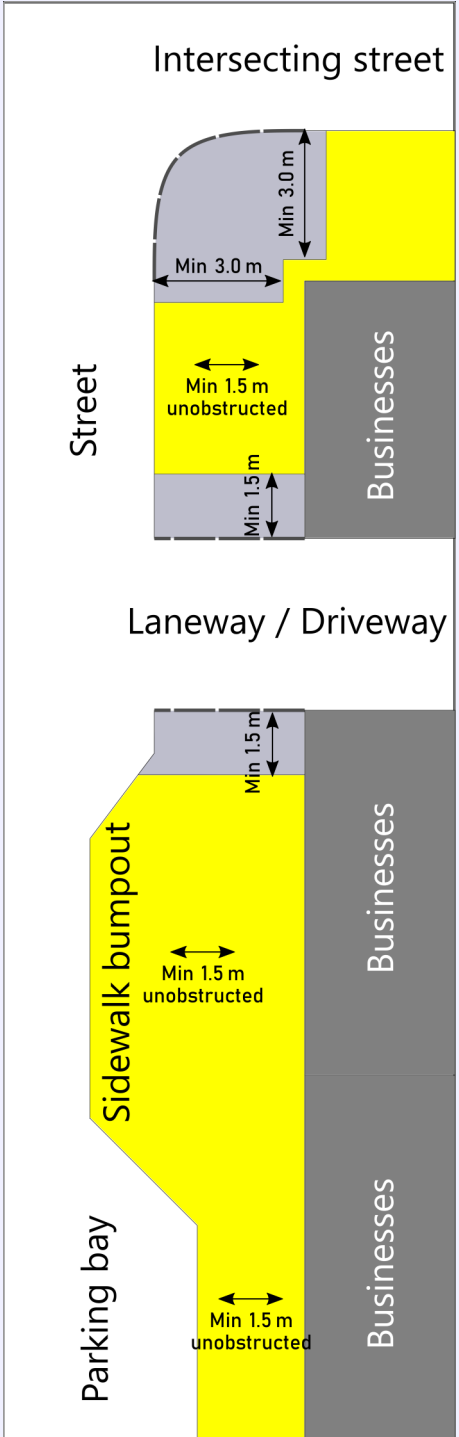 Intersecting street
Min 3.0 m
Min 3.0 m
Street
Min 1.5 m
unobstructed
Businesses
Min 1.5 m
Laneway / Driveway
Min 1.5 m
Businesses
Sidewalk bumpout
Min 1.5 m
unobstructed
Parking bay
Businesses
Min 1.5 m
unobstructed